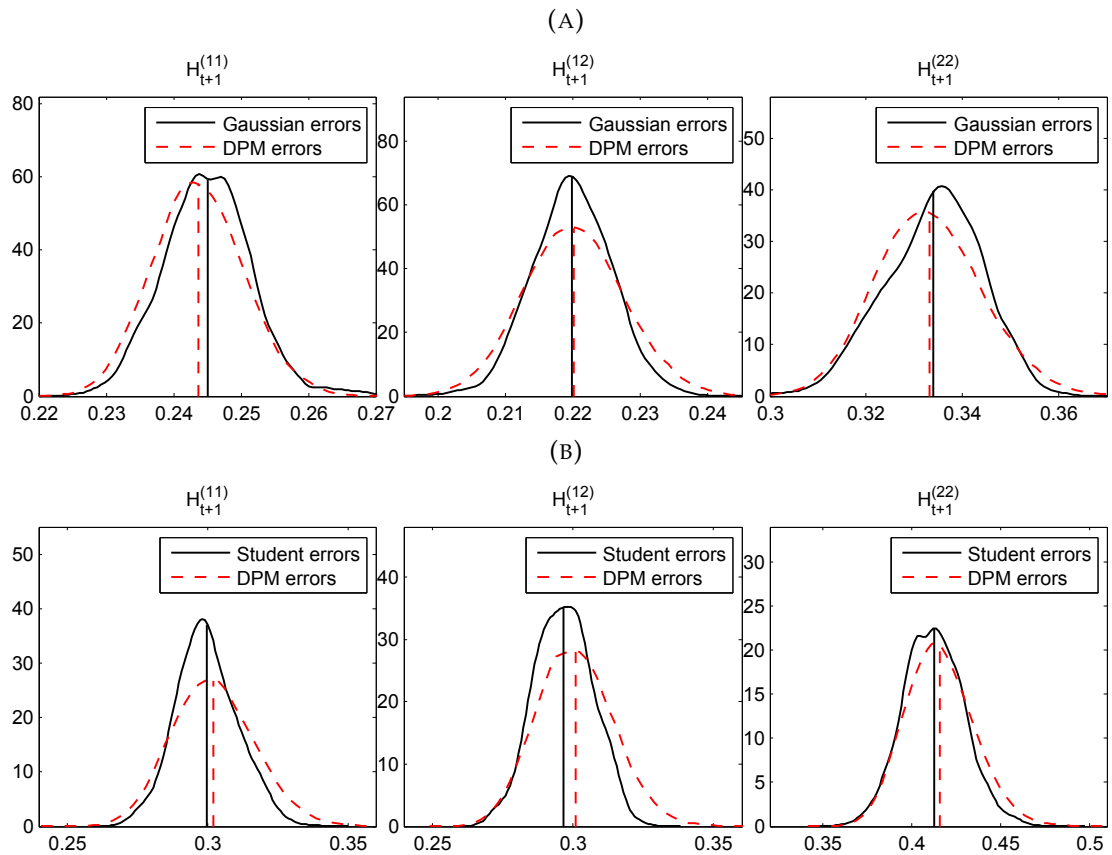 (A)
H_{t+1}^{(11)} H_{t+1}^{(12)} H_{t+1}^{(22)}
Gaussian errors
DPM errors
80
60
40
20
0
0.22 0.23 0.24 0.25 0.26 0.27
Gaussian errors
DPM errors
80
60
40
20
0
0.2 0.21 0.22 0.23 0.24
Gaussian errors
DPM errors
50
40
30
20
10
0
0.3 0.32 0.34 0.36
(B)
H_{t+1}^{(11)} H_{t+1}^{(12)} H_{t+1}^{(22)}
Student errors
DPM errors
50
40
30
20
10
0
0.25 0.3 0.35
Student errors
DPM errors
40
30
20
10
0
0.25 0.3 0.35
Student errors
DPM errors
30
25
20
15
10
5
0
0.35 0.4 0.45 0.5